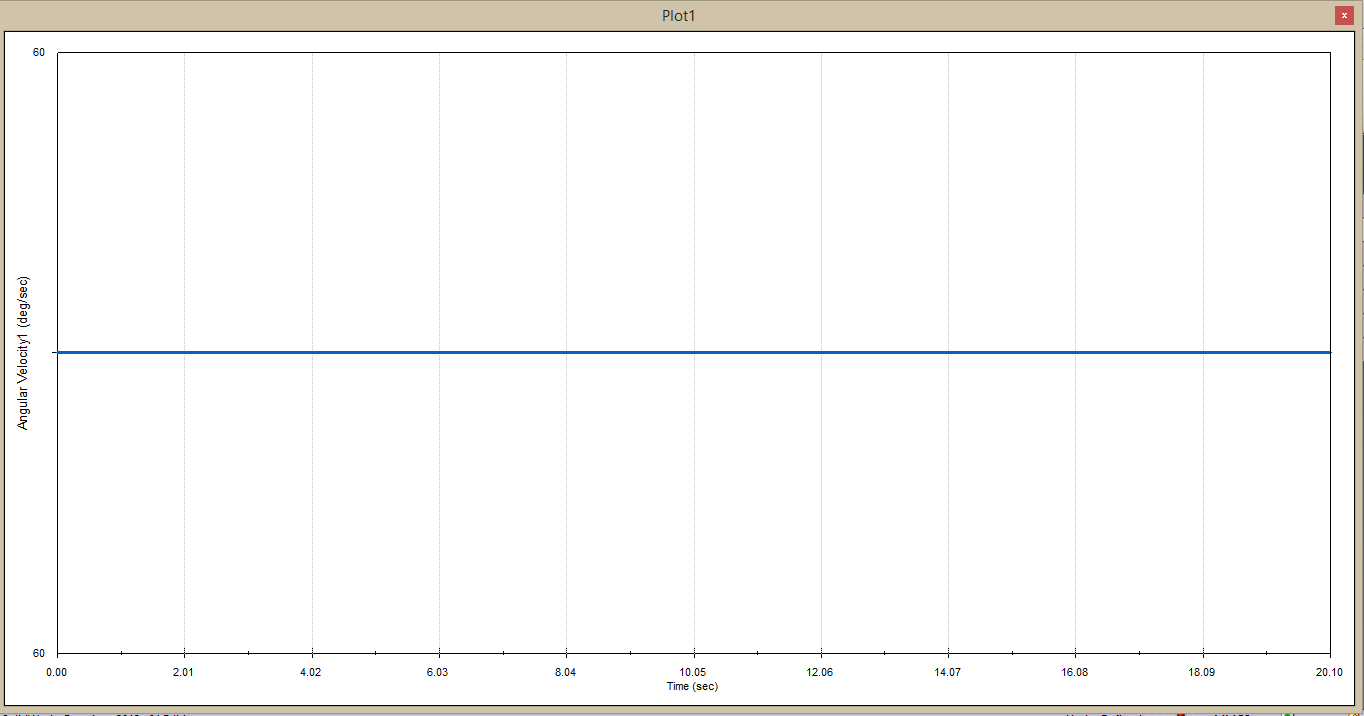 Plot1
x
60
Angular Velocity1 (deg/sec)
60
0.00 2.01 4.02 6.03 8.04 10.05 12.06 14.07 16.08 18.09 20.10
Time (sec)